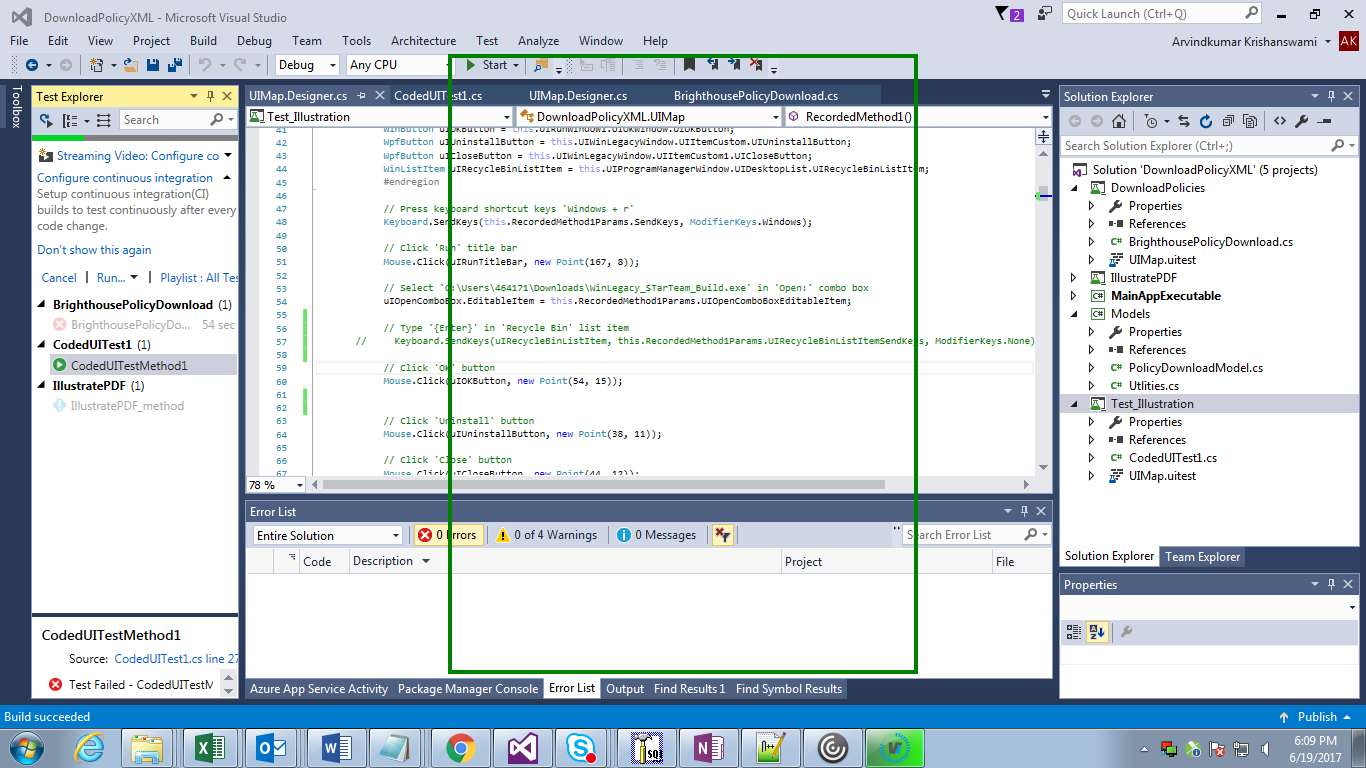 DownloadPolicyXML - Microsoft Visual Studio
2
Quick Launch (Ctrl+Q)
File Edit View Project Build Debug Team Tools Architecture Test Analyze Window Help
Arvindkumar Krishanswami AK
Debug Any CPU Start
Toolbox
Test Explorer
Search
Streaming Video: Configure co
Configure continuous integration
Setup continuous integration(CI)
builds to test continuously after every
code change.
Don't show this again
Cancel Run... Playlist : All Tes
BrighthousePolicyDownload (1)
BrighthousePolicyDo... 54 sec
CodedUITest1 (1)
CodedUITestMethod1
IllustratePDF (1)
IllustratePDF_method
CodedUITestMethod1
Source: CodedUITest1.cs line 27
Test Failed - CodedUITestM
UIMap.Designer.cs CodedUITest1.cs UIMap.Designer.cs BrighthousePolicyDownload.cs
Test_Illustration DownloadPolicyXML.UIMap RecordedMethod1()
41 WinButton uIOKButton = this.UIRunWindow1.UIOKWindow.UIOKButton;
42 WpfButton uIUninstallButton = this.UIWinLegacyWindow.UIItemCustom.UIUninstallButton;
43 WpfButton uICloseButton = this.UIWinLegacyWindow.UIItemCustom1.UICloseButton;
44 WinListItem uIRecycleBinListItem = this.UIProgramManagerWindow.UIDesktopList.UIRecycleBinListItem;
45 #endregion
46
47 // Press keyboard shortcut keys 'Windows + r'
48 Keyboard.SendKeys(this.RecordedMethod1Params.SendKeys, ModifierKeys.Windows);
49
50 // Click 'Run' title bar
51 Mouse.Click(uIRunTitleBar, new Point(167, 8));
52
53 // Select 'C:\Users\464171\Downloads\WinLegacy_STarTeam_Build.exe' in 'Open:' combo box
54 uIOpenComboBox.EditableItem = this.RecordedMethod1Params.UIOpenComboBoxEditableItem;
55
56 // Type '{Enter}' in 'Recycle Bin' list item
57 // Keyboard.SendKeys(uIRecycleBinListItem, this.RecordedMethod1Params.UIRecycleBinListItemSendKeys, ModifierKeys.None)
58
59 // Click 'OK' button
60 Mouse.Click(uIOKButton, new Point(54, 15));
61
62
63 // Click 'Uninstall' button
64 Mouse.Click(uIUninstallButton, new Point(38, 11));
65
66 // Click 'Close' button
67 Mouse.Click(uICloseButton, new Point(44, 12));
78 %
Error List
Entire Solution 0 Errors 0 of 4 Warnings 0 Messages Search Error List
Code Description Project File
Azure App Service Activity Package Manager Console Error List Output Find Results 1 Find Symbol Results
Solution Explorer
Search Solution Explorer (Ctrl+;)
Solution 'DownloadPolicyXML' (5 projects)
DownloadPolicies
Properties
References
BrighthousePolicyDownload.cs
UIMap.uitest
IllustratePDF
MainAppExecutable
Models
Properties
References
PolicyDownloadModel.cs
Utlities.cs
Test_Illustration
Properties
References
CodedUITest1.cs
UIMap.uitest
Solution Explorer Team Explorer
Properties
Build succeeded
Publish
6:09 PM
6/19/2017